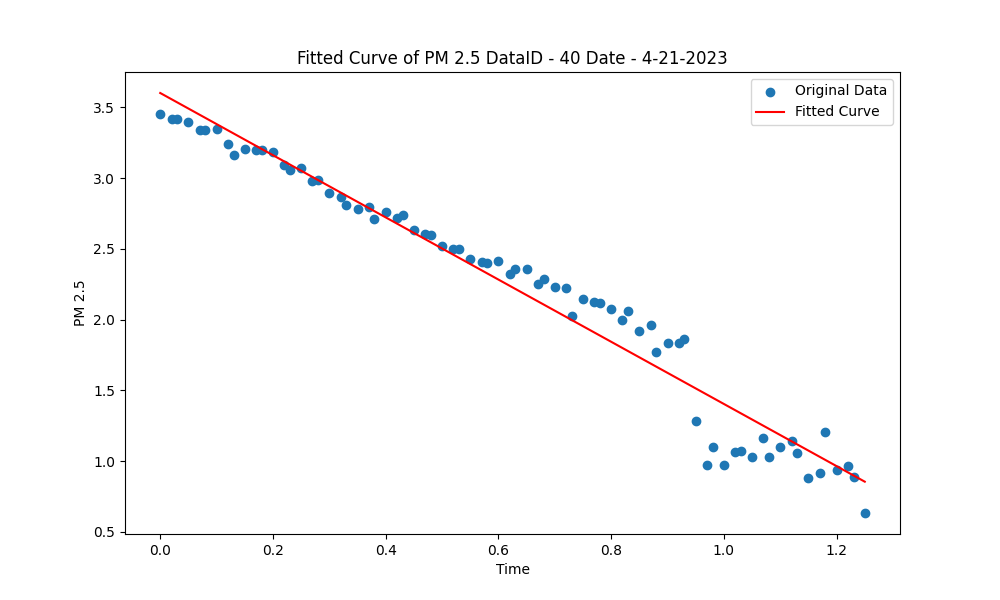 Fitted Curve of PM 2.5 DataID - 40 Date - 4-21-2023
Original Data
Fitted Curve
3.5
3.0
2.5
2.0
1.5
1.0
0.5
PM 2.5
0.0 0.2 0.4 0.6 0.8 1.0 1.2
Time